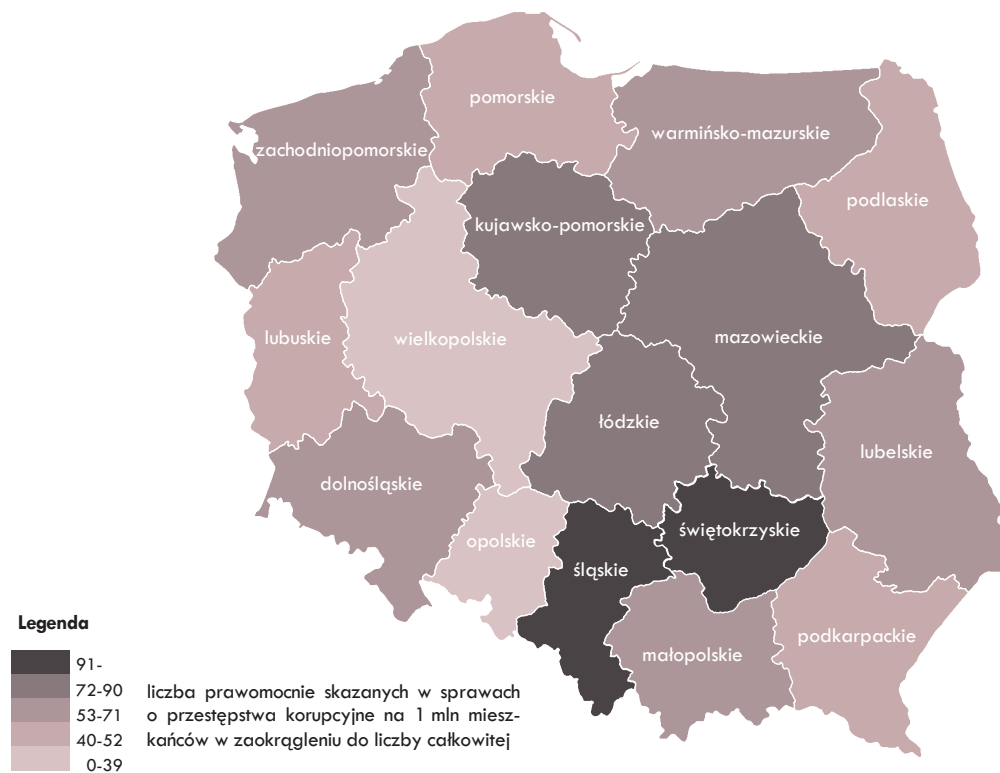 pomorskie
warmińsko-mazurskie
zachodniopomorskie
podlaskie
kujawsko-pomorskie
lubuskie
wielkopolskie
mazowieckie
łódzkie
lubelskie
dolnośląskie
opolskie
świętokrzyskie
śląskie
podkarpackie
małopolskie
Legenda
91-
72-90
53-71
40-52
0-39
liczba prawomocnie skazanych w sprawach
o przestępstwa korupcyjne na 1 mln miesz-
kańców w zaokrągleniu do liczby całkowitej